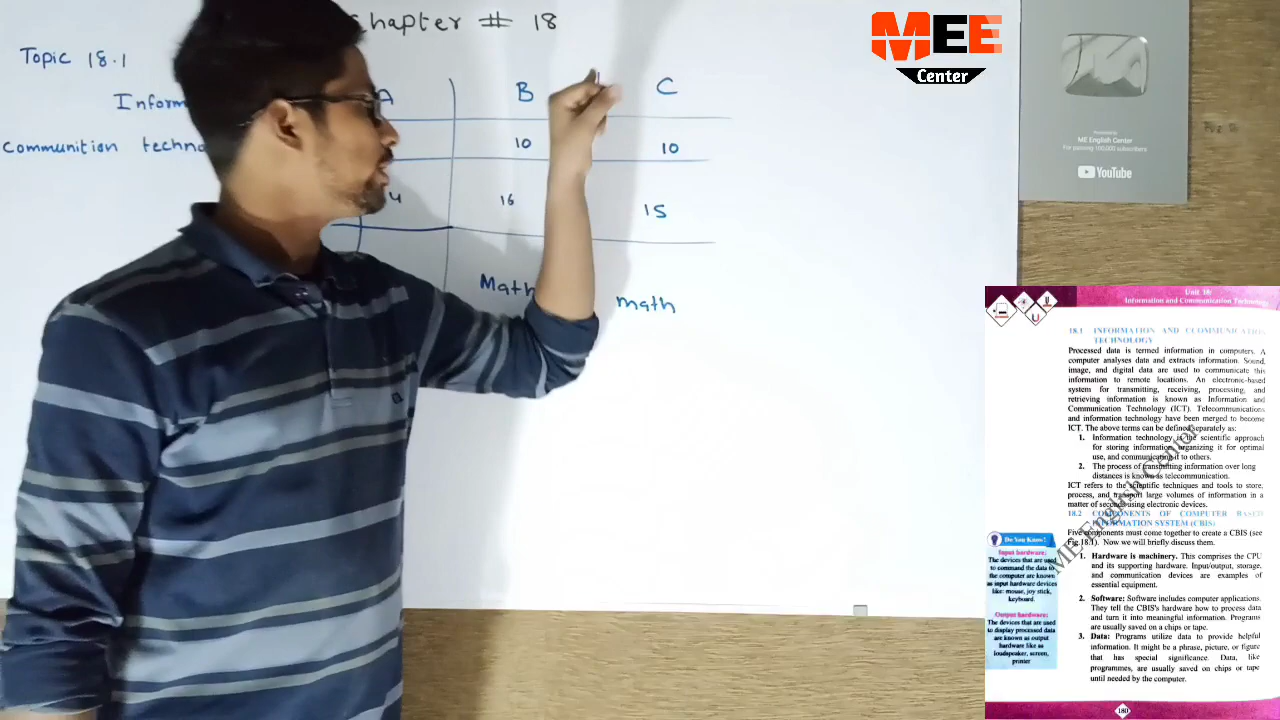 Chapter # 18
Topic 18.1
A B C
Communition
10 10
4 16 15
Math math
MEE
Center
Presented to
ME English Center
For passing 100,000 subscribers
YouTube
Unit 18:
Information and Communication Technology
18.1 INFORMATION AND CCOMMUNICATION
TECHNOLOGY
Processed data is termed information in computers. A
computer analyses data and extracts information. Sound,
image, and digital data are used to communicate this
information to remote locations. An electronic-based
system for transmitting, receiving, processing, and
retrieving information is known as Information and
Communication Technology (ICT). Telecommunications
and information technology have been merged to become
ICT. The above terms can be defined separately as:
1. Information technology is the scientific approach
for storing information, organizing it for optimal
use, and communication it to others.
2. The process of transmitting information over long
distances is known as telecommunication.
ICT refers to the scientific techniques and tools to store,
process, and transport large volumes of information in a
matter of seconds using electronic devices.
18.2 COMPONENTS OF COMPUTER BASED
INFORMATION SYSTEM (CBIS)
Five components must come together to create a CBIS (see
Fig.18.1). Now we will briefly discuss them.
1. Hardware is machinery. This comprises the CPU
and its supporting hardware. Input/output, storage,
and communication devices are examples of
essential equipment.
2. Software: Software includes computer applications.
They tell the CBIS's hardware how to process data
and turn it into meaningful information. Programs
are usually saved on a chips or tape.
3. Data: Programs utilize data to provide helpful
information. It might be a phrase, picture, or figure
that has special significance. Data, like
programmes, are usually saved on chips or tape
until needed by the computer.
Do You Know!
Input hardware:
The devices that are used
to command the data to
the computer are known
as input hardware devices
like: mouse, joy stick,
keyboard.
Output hardware:
The devices that are used
to display processed data
are known as output
hardware like as
loudspeaker, screen,
printer
ME English Center
180